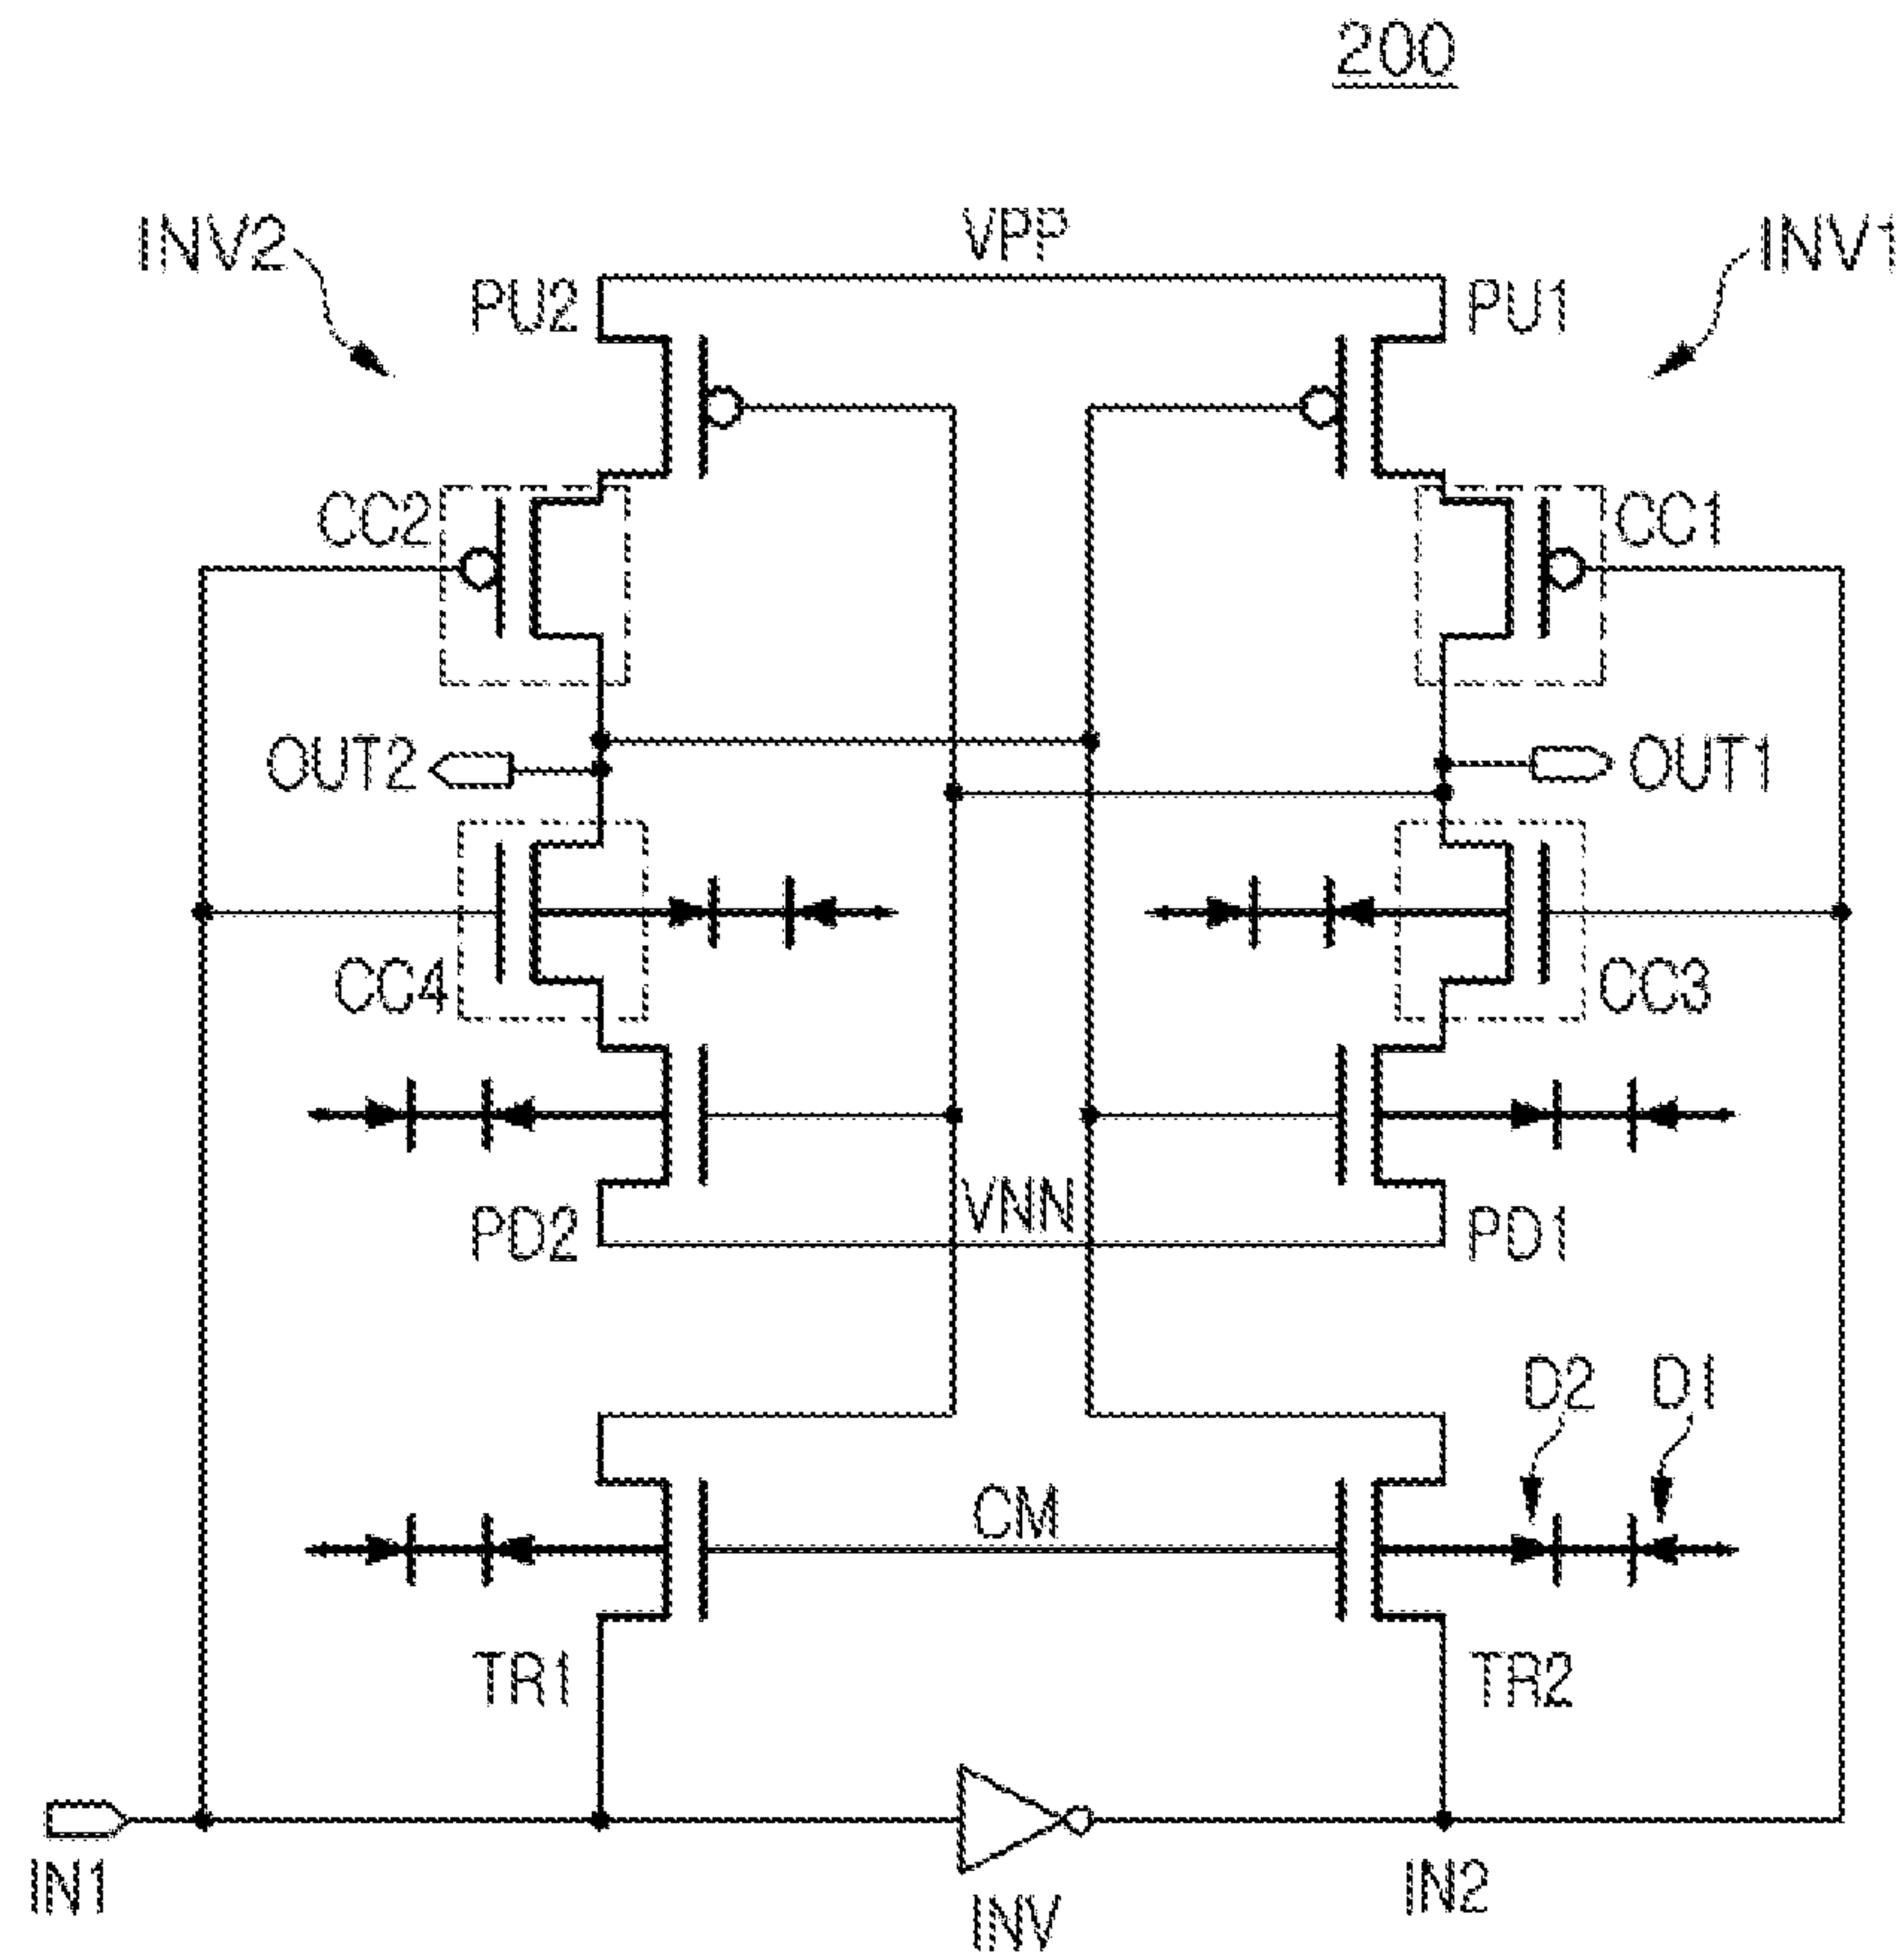 200
INV2
VPP
INV1
PU2
PU1
CC2
CC1
OUT2
OUT1
CC4
CC3
VNN
PD2
PD1
D2
D1
CM
TR1
TR2
IN1
INV
IN2